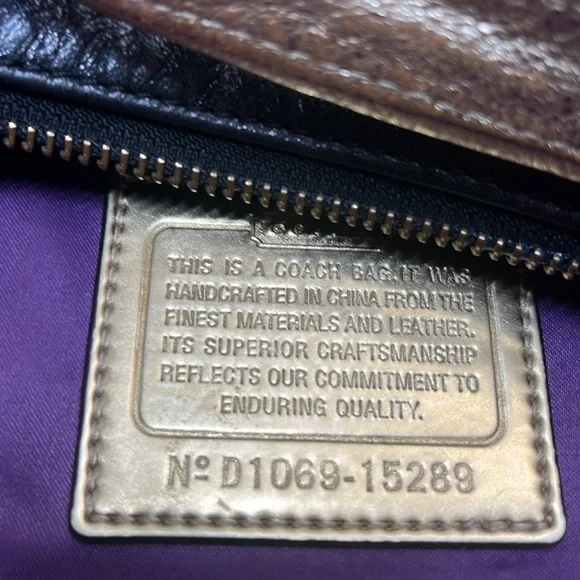 THIS IS A COACH BAG. IT WAS
HANDCRAFTED IN CHINA FROM THE
FINEST MATERIALS AND LEATHER.
ITS SUPERIOR CRAFTSMANSHIP
REFLECTS OUR COMMITMENT TO
ENDURING QUALITY.
Nº D1069-15289